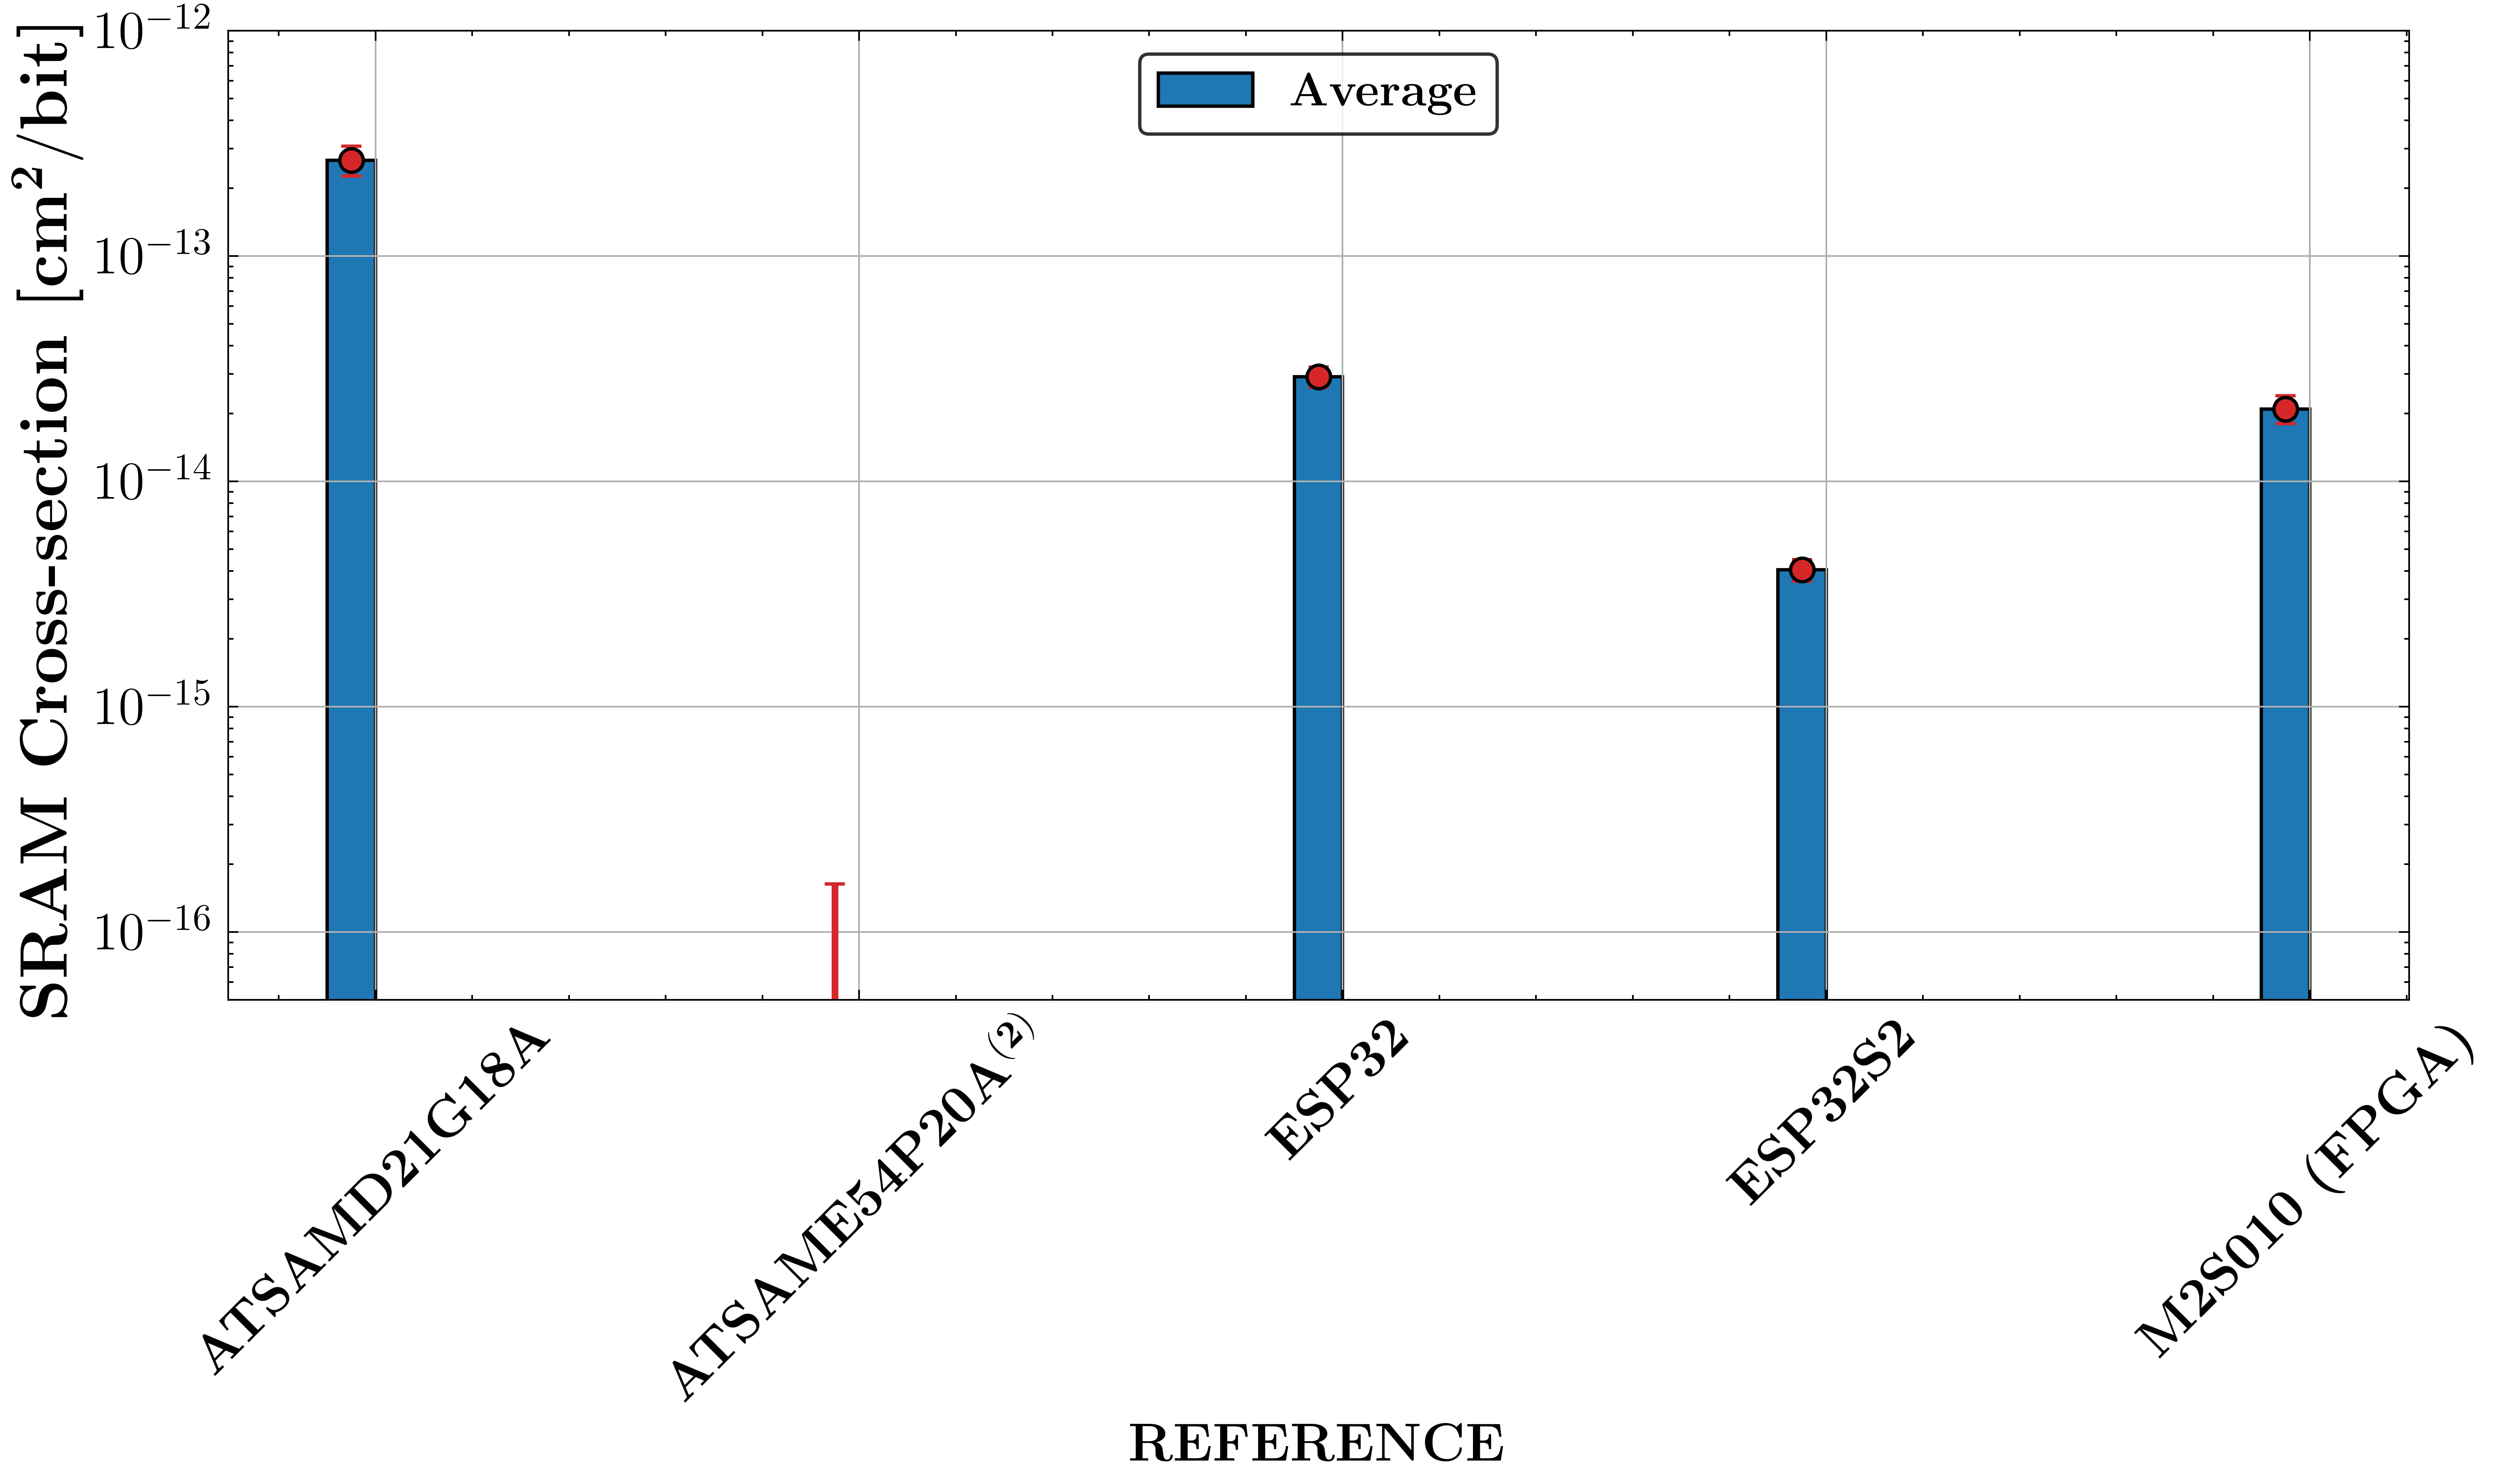 SRAM Cross-section [cm²/bit]
10⁻¹²
10⁻¹³
10⁻¹⁴
10⁻¹⁵
10⁻¹⁶
Average
ATSAMD21G18A
ATSAME54P20A⁽²⁾
ESP32
ESP32S2
M2S010 (FPGA)
REFERENCE